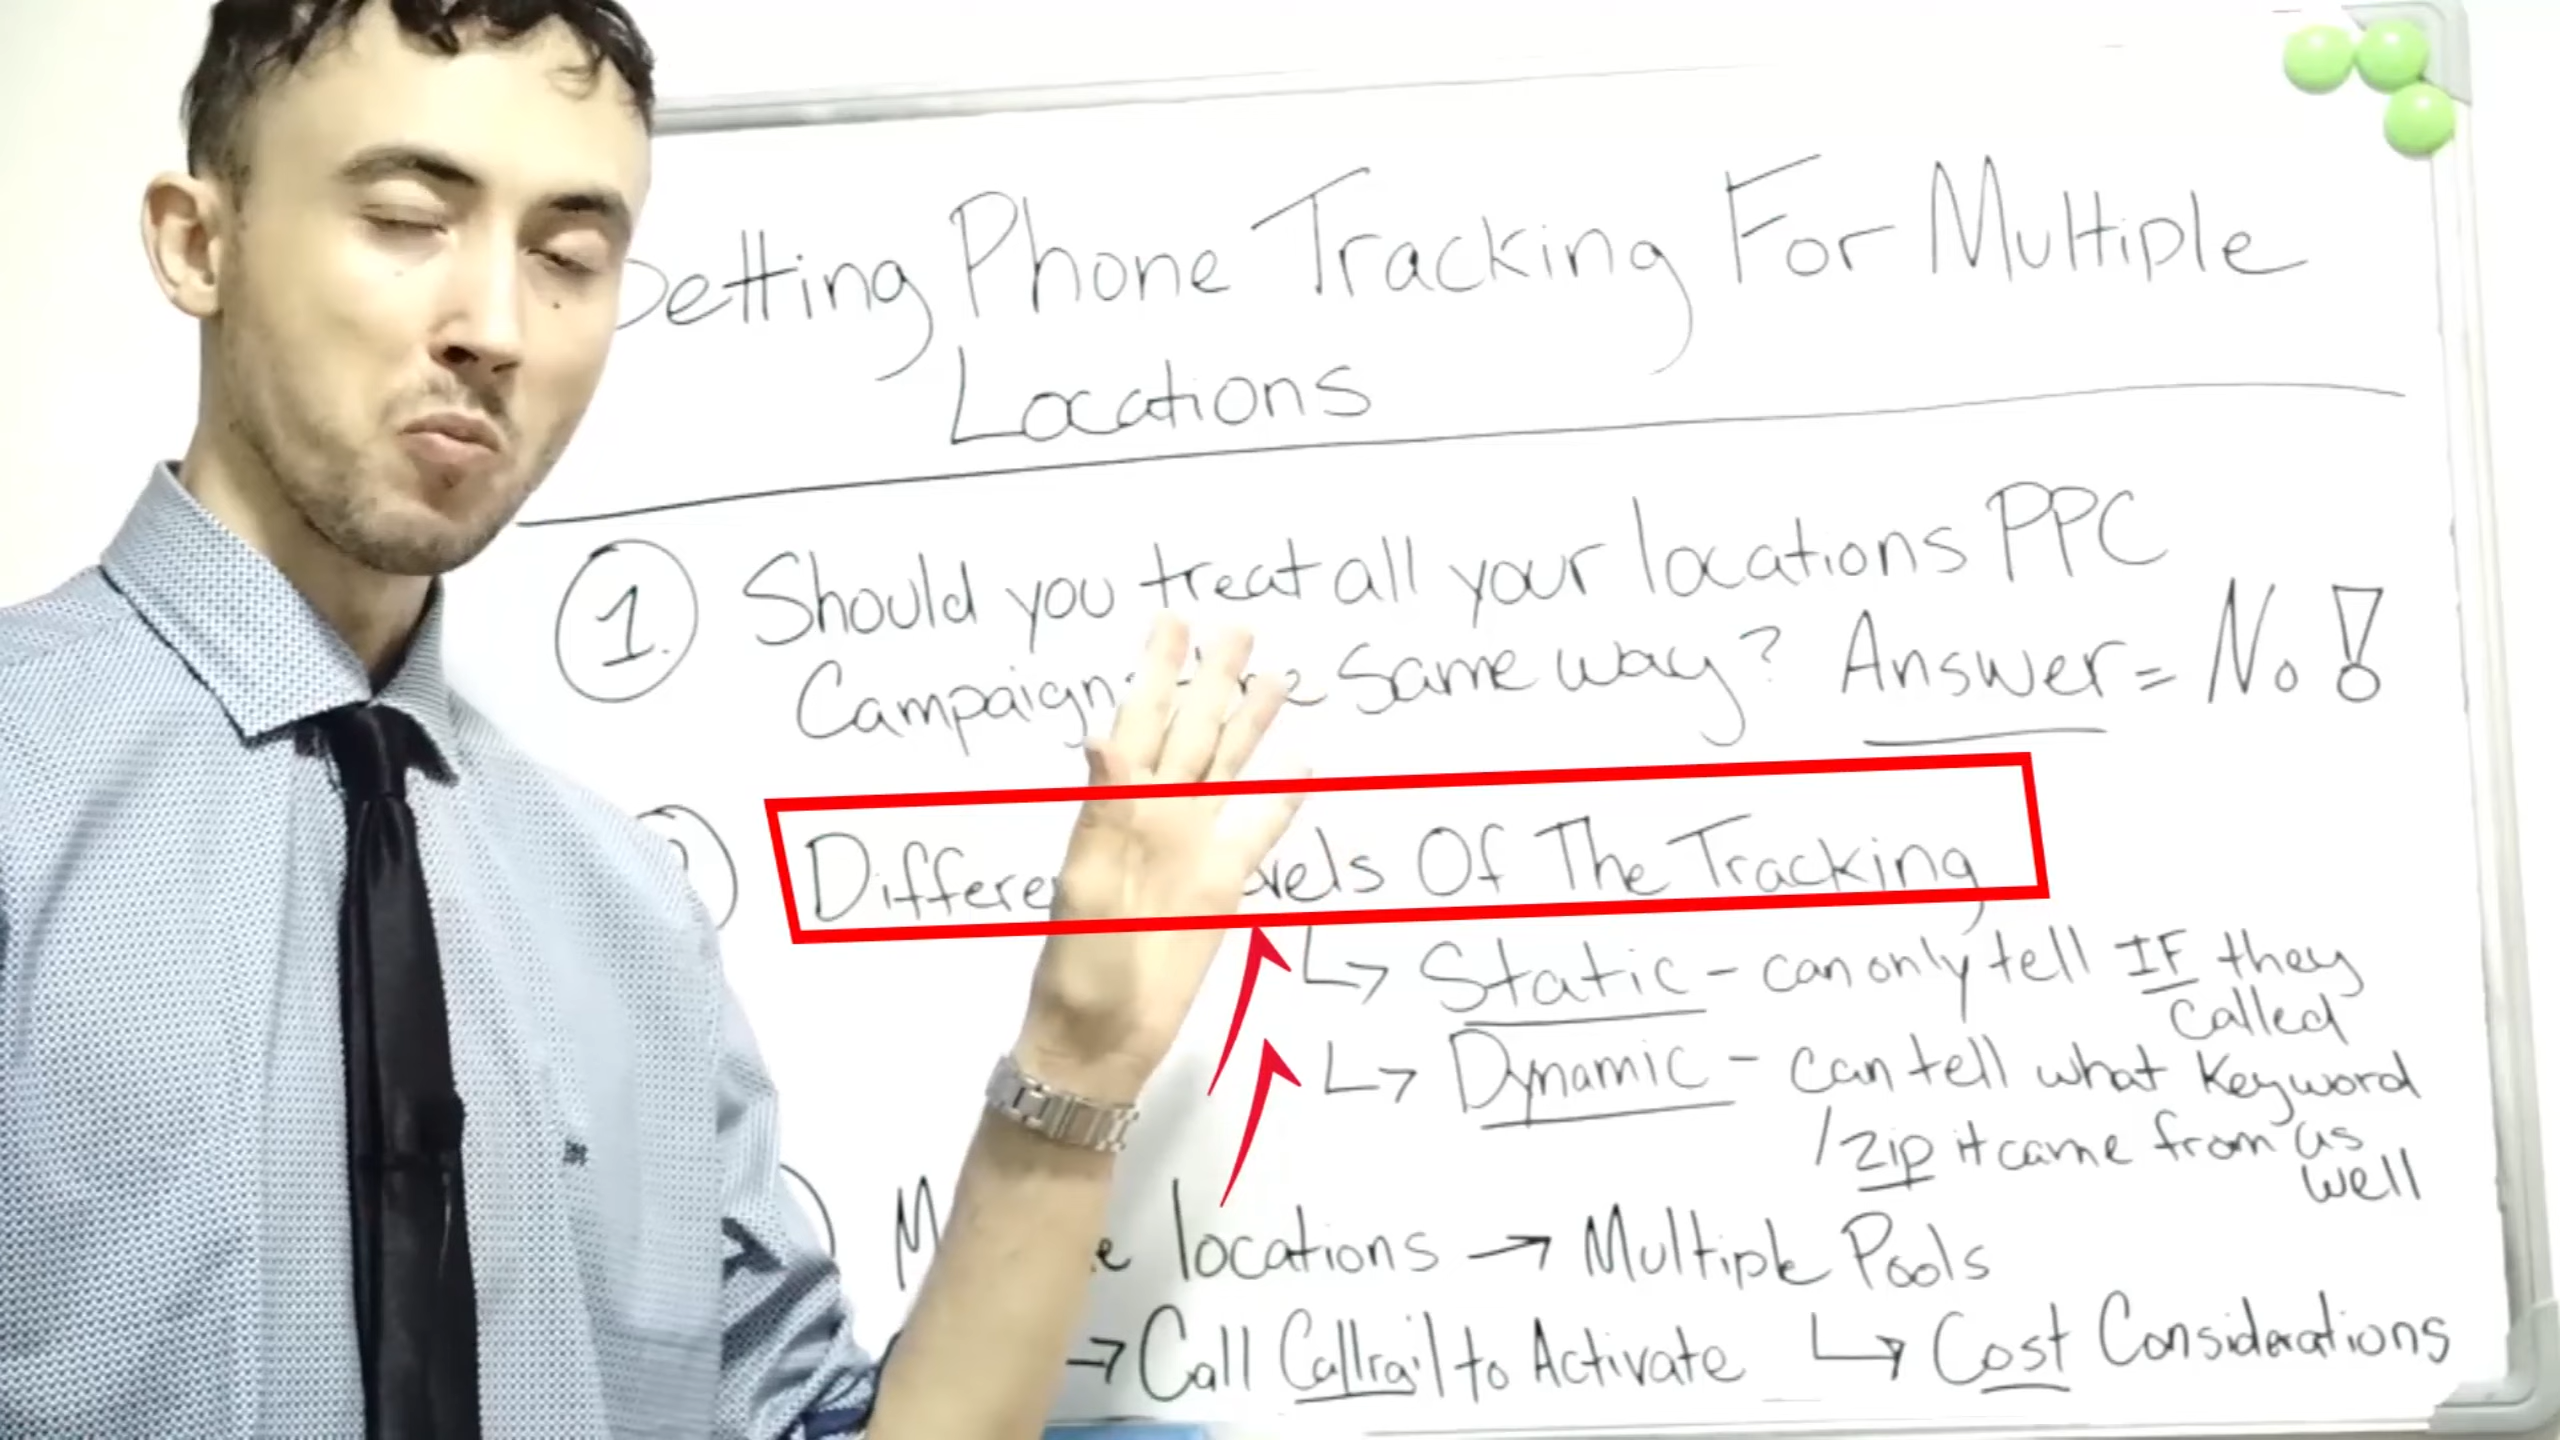 Setting Phone Tracking For Multiple
Locations
1. Should you treat all your locations PPC
Campaign same way? Answer = No!
Levels Of The Tracking
↳ Static - can only tell IF they
called
↳ Dynamic - can tell what keyword
/zip it came from as
well
locations → Multiple Pools
→ Call Callrail to Activate ↳ Cost Considerations